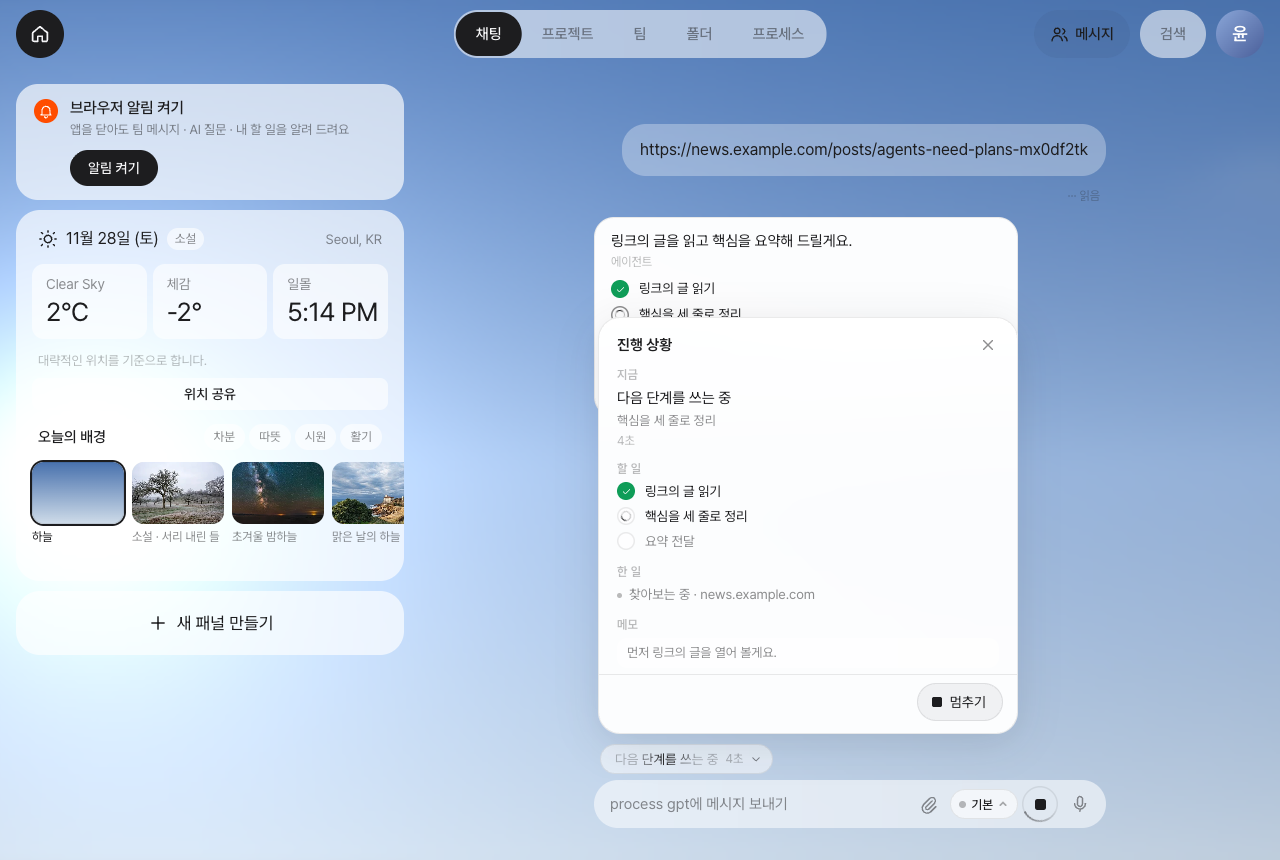 채팅
프로젝트
팀
폴더
프로세스
메시지
검색
윤
브라우저 알림 켜기
앱을 닫아도 팀 메시지 · AI 질문 · 내 할 일을 알려 드려요
알림 켜기
11월 28일 (토)
소설
Seoul, KR
Clear Sky
2°C
체감
-2°
일몰
5:14 PM
대략적인 위치를 기준으로 합니다.
위치 공유
오늘의 배경
차분
따뜻
시원
활기
하늘
소설 · 서리 내린 들
초겨울 밤하늘
맑은 날의 하늘
새 패널 만들기
https://news.example.com/posts/agents-need-plans-mx0df2tk
– 읽음
링크의 글을 읽고 핵심을 요약해 드릴게요.
에이전트
링크의 글 읽기
핵심을 세 줄로 정리
진행 상황
지금
다음 단계를 쓰는 중
핵심을 세 줄로 정리
4초
할 일
링크의 글 읽기
핵심을 세 줄로 정리
요약 전달
한 일
찾아보는 중 · news.example.com
메모
먼저 링크의 글을 열어 볼게요.
멈추기
다음 단계를 쓰는 중 4초
process gpt에 메시지 보내기
기본